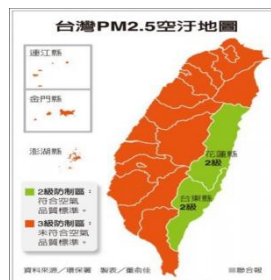 台灣PM2.5空汙地圖
連江縣
金門縣
澎湖縣
花蓮縣
2級
台東縣
2級
2級防制區：
符合空氣
品質標準。
3級防制區：
未符合空氣
品質標準。
資料來源／環保署 製表／董俞佳
聯合報